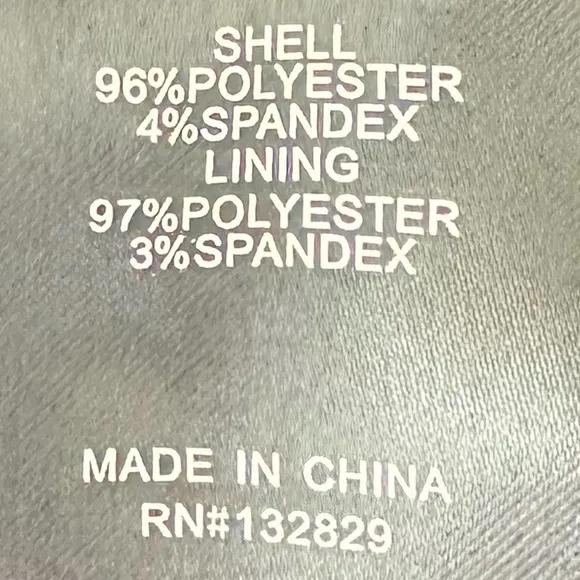 SHELL
96%POLYESTER
4%SPANDEX
LINING
97%POLYESTER
3%SPANDEX
MADE IN CHINA
RN#132829